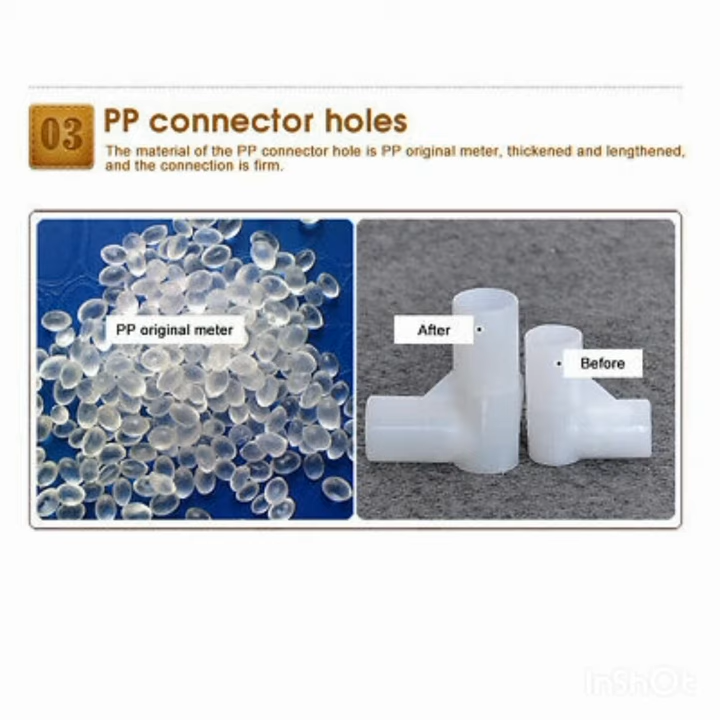 03
PP connector holes
The material of the PP connector hole is PP original meter, thickened and lengthened,
and the connection is firm.
PP original meter
After
Before
InShOt